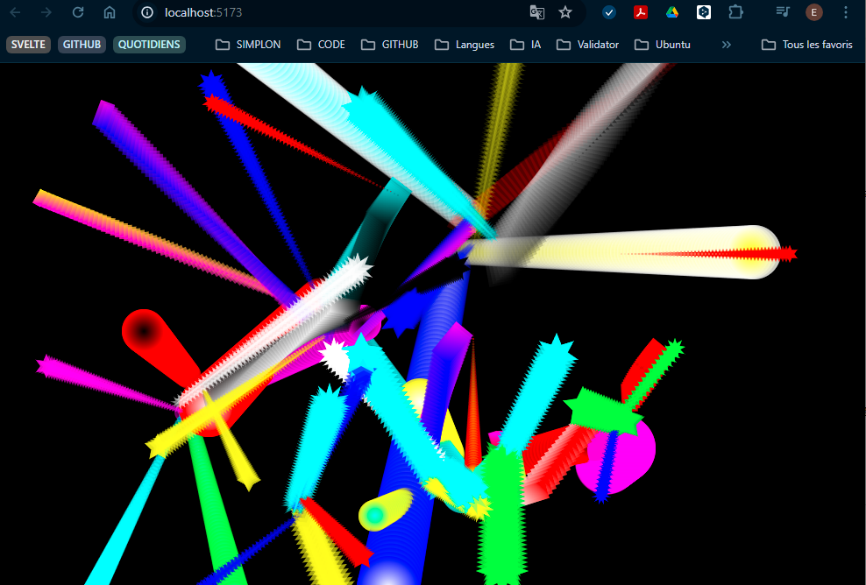 localhost:5173
E
SVELTE GITHUB QUOTIDIENS SIMPLON CODE GITHUB Langues IA Validator Ubuntu » Tous les favoris